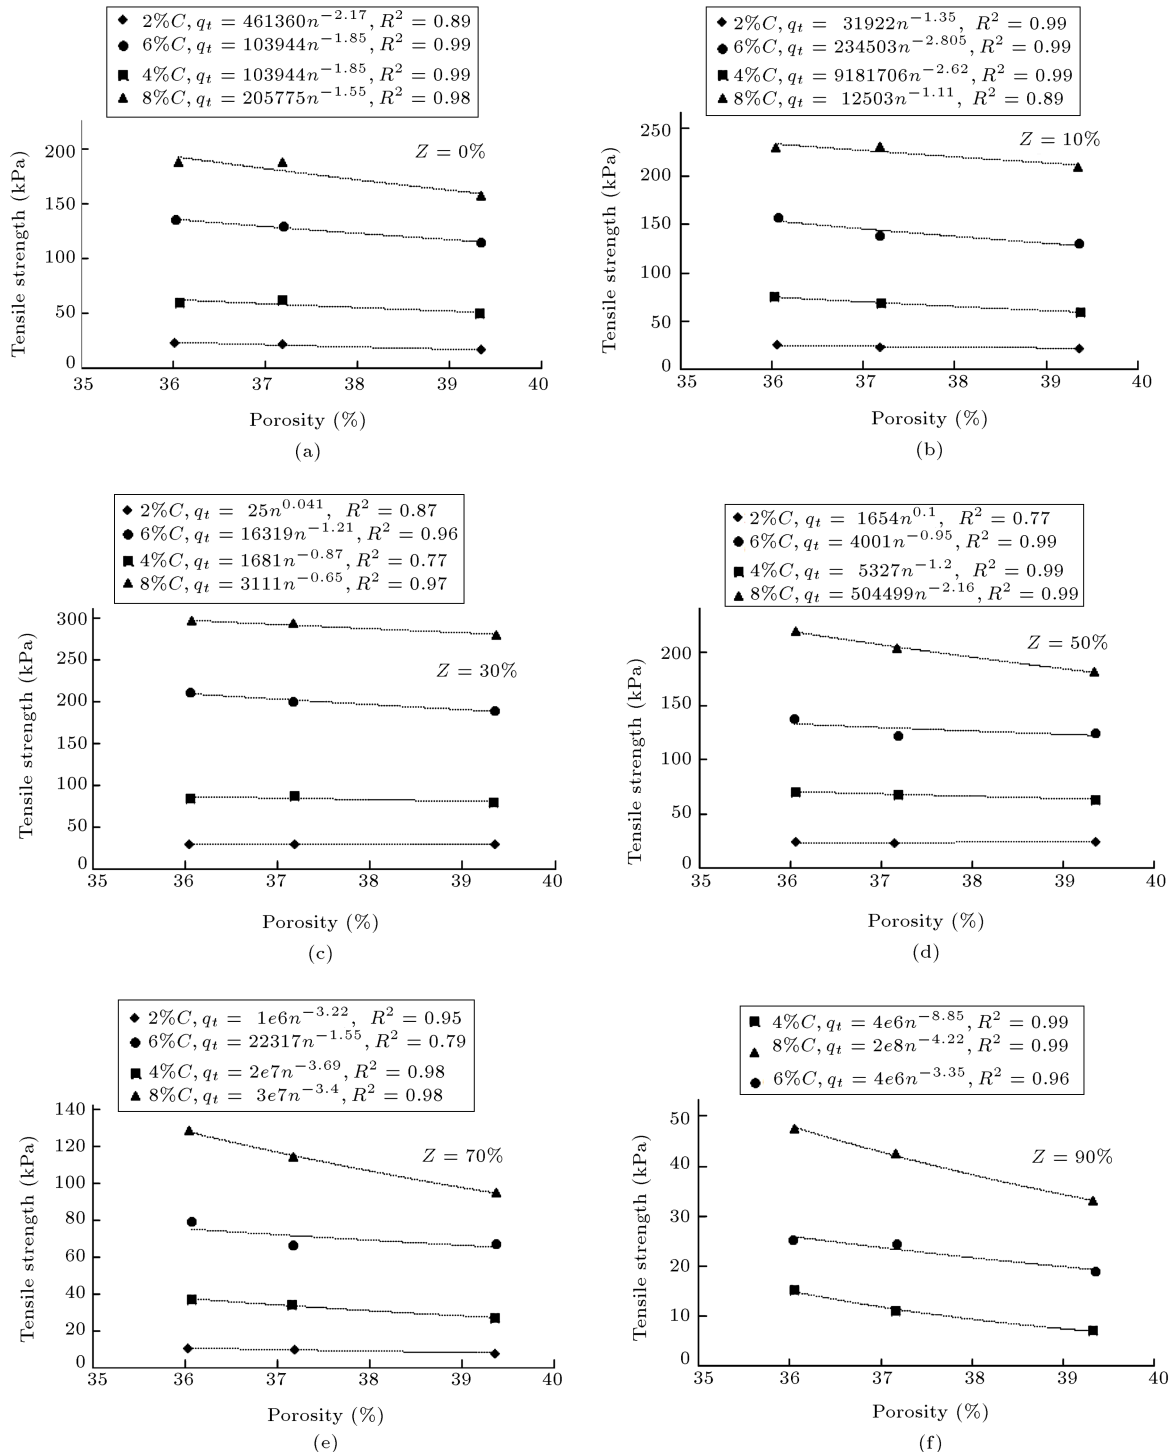 2%C, q_t = 461360n^{-2.17}, R^2 = 0.89
6%C, q_t = 103944n^{-1.85}, R^2 = 0.99
4%C, q_t = 103944n^{-1.85}, R^2 = 0.99
8%C, q_t = 205775n^{-1.55}, R^2 = 0.98
Z = 0%
Tensile strength (kPa)
200
150
100
50
0
35 36 37 38 39 40
Porosity (%)
(a)
2%C, q_t = 31922n^{-1.35}, R^2 = 0.99
6%C, q_t = 234503n^{-2.805}, R^2 = 0.99
4%C, q_t = 9181706n^{-2.62}, R^2 = 0.99
8%C, q_t = 12503n^{-1.11}, R^2 = 0.89
Z = 10%
Tensile strength (kPa)
250
200
150
100
50
0
35 36 37 38 39 40
Porosity (%)
(b)
2%C, q_t = 25n^{0.041}, R^2 = 0.87
6%C, q_t = 16319n^{-1.21}, R^2 = 0.96
4%C, q_t = 1681n^{-0.87}, R^2 = 0.77
8%C, q_t = 3111n^{-0.65}, R^2 = 0.97
Z = 30%
Tensile strength (kPa)
300
250
200
150
100
50
0
35 36 37 38 39 40
Porosity (%)
(c)
2%C, q_t = 1654n^{0.1}, R^2 = 0.77
6%C, q_t = 4001n^{-0.95}, R^2 = 0.99
4%C, q_t = 5327n^{-1.2}, R^2 = 0.99
8%C, q_t = 504499n^{-2.16}, R^2 = 0.99
Z = 50%
Tensile strength (kPa)
200
150
100
50
0
35 36 37 38 39 40
Porosity (%)
(d)
2%C, q_t = 1e6n^{-3.22}, R^2 = 0.95
6%C, q_t = 22317n^{-1.55}, R^2 = 0.79
4%C, q_t = 2e7n^{-3.69}, R^2 = 0.98
8%C, q_t = 3e7n^{-3.4}, R^2 = 0.98
Z = 70%
Tensile strength (kPa)
140
120
100
80
60
40
20
0
35 36 37 38 39 40
Porosity (%)
(e)
4%C, q_t = 4e6n^{-8.85}, R^2 = 0.99
8%C, q_t = 2e8n^{-4.22}, R^2 = 0.99
6%C, q_t = 4e6n^{-3.35}, R^2 = 0.96
Z = 90%
Tensile strength (kPa)
50
40
30
20
10
0
35 36 37 38 39 40
Porosity (%)
(f)